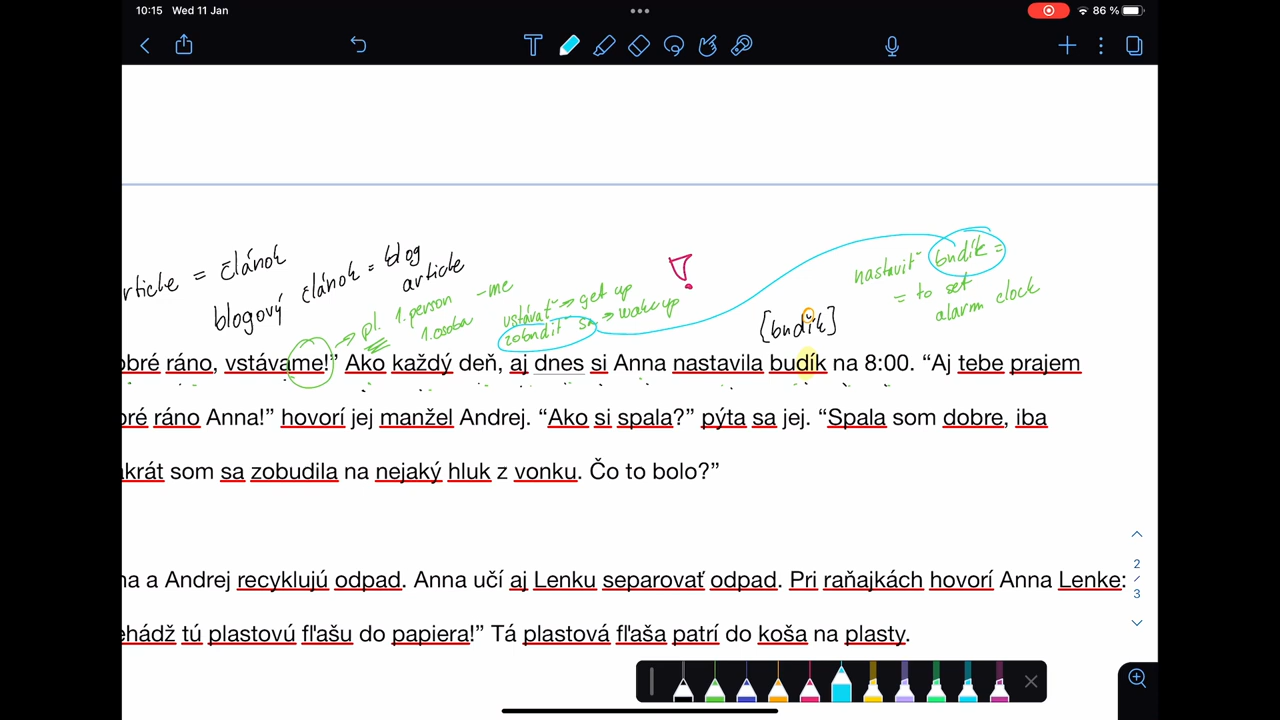 10:15 Wed 11 Jan
86 %
article = článok
blogový článok = blog article
pl. 1. person -me
1. osoba
vstávať → get up
zobudiť sa → wake up
!
[buďík]
nastaviť budík =
= to set
alarm clock
obré ráno, vstávame!” Ako každý deň, aj dnes si Anna nastavila budík na 8:00. “Aj tebe prajem
ré ráno Anna!” hovorí jej manžel Andrej. “Ako si spala?” pýta sa jej. “Spala som dobre, iba
krát som sa zobudila na nejaký hluk z vonku. Čo to bolo?”
na a Andrej recyklujú odpad. Anna učí aj Lenku separovať odpad. Pri raňajkách hovorí Anna Lenke:
ehádž tú plastovú fľašu do papiera!” Tá plastová fľaša patrí do koša na plasty.
2
/
3